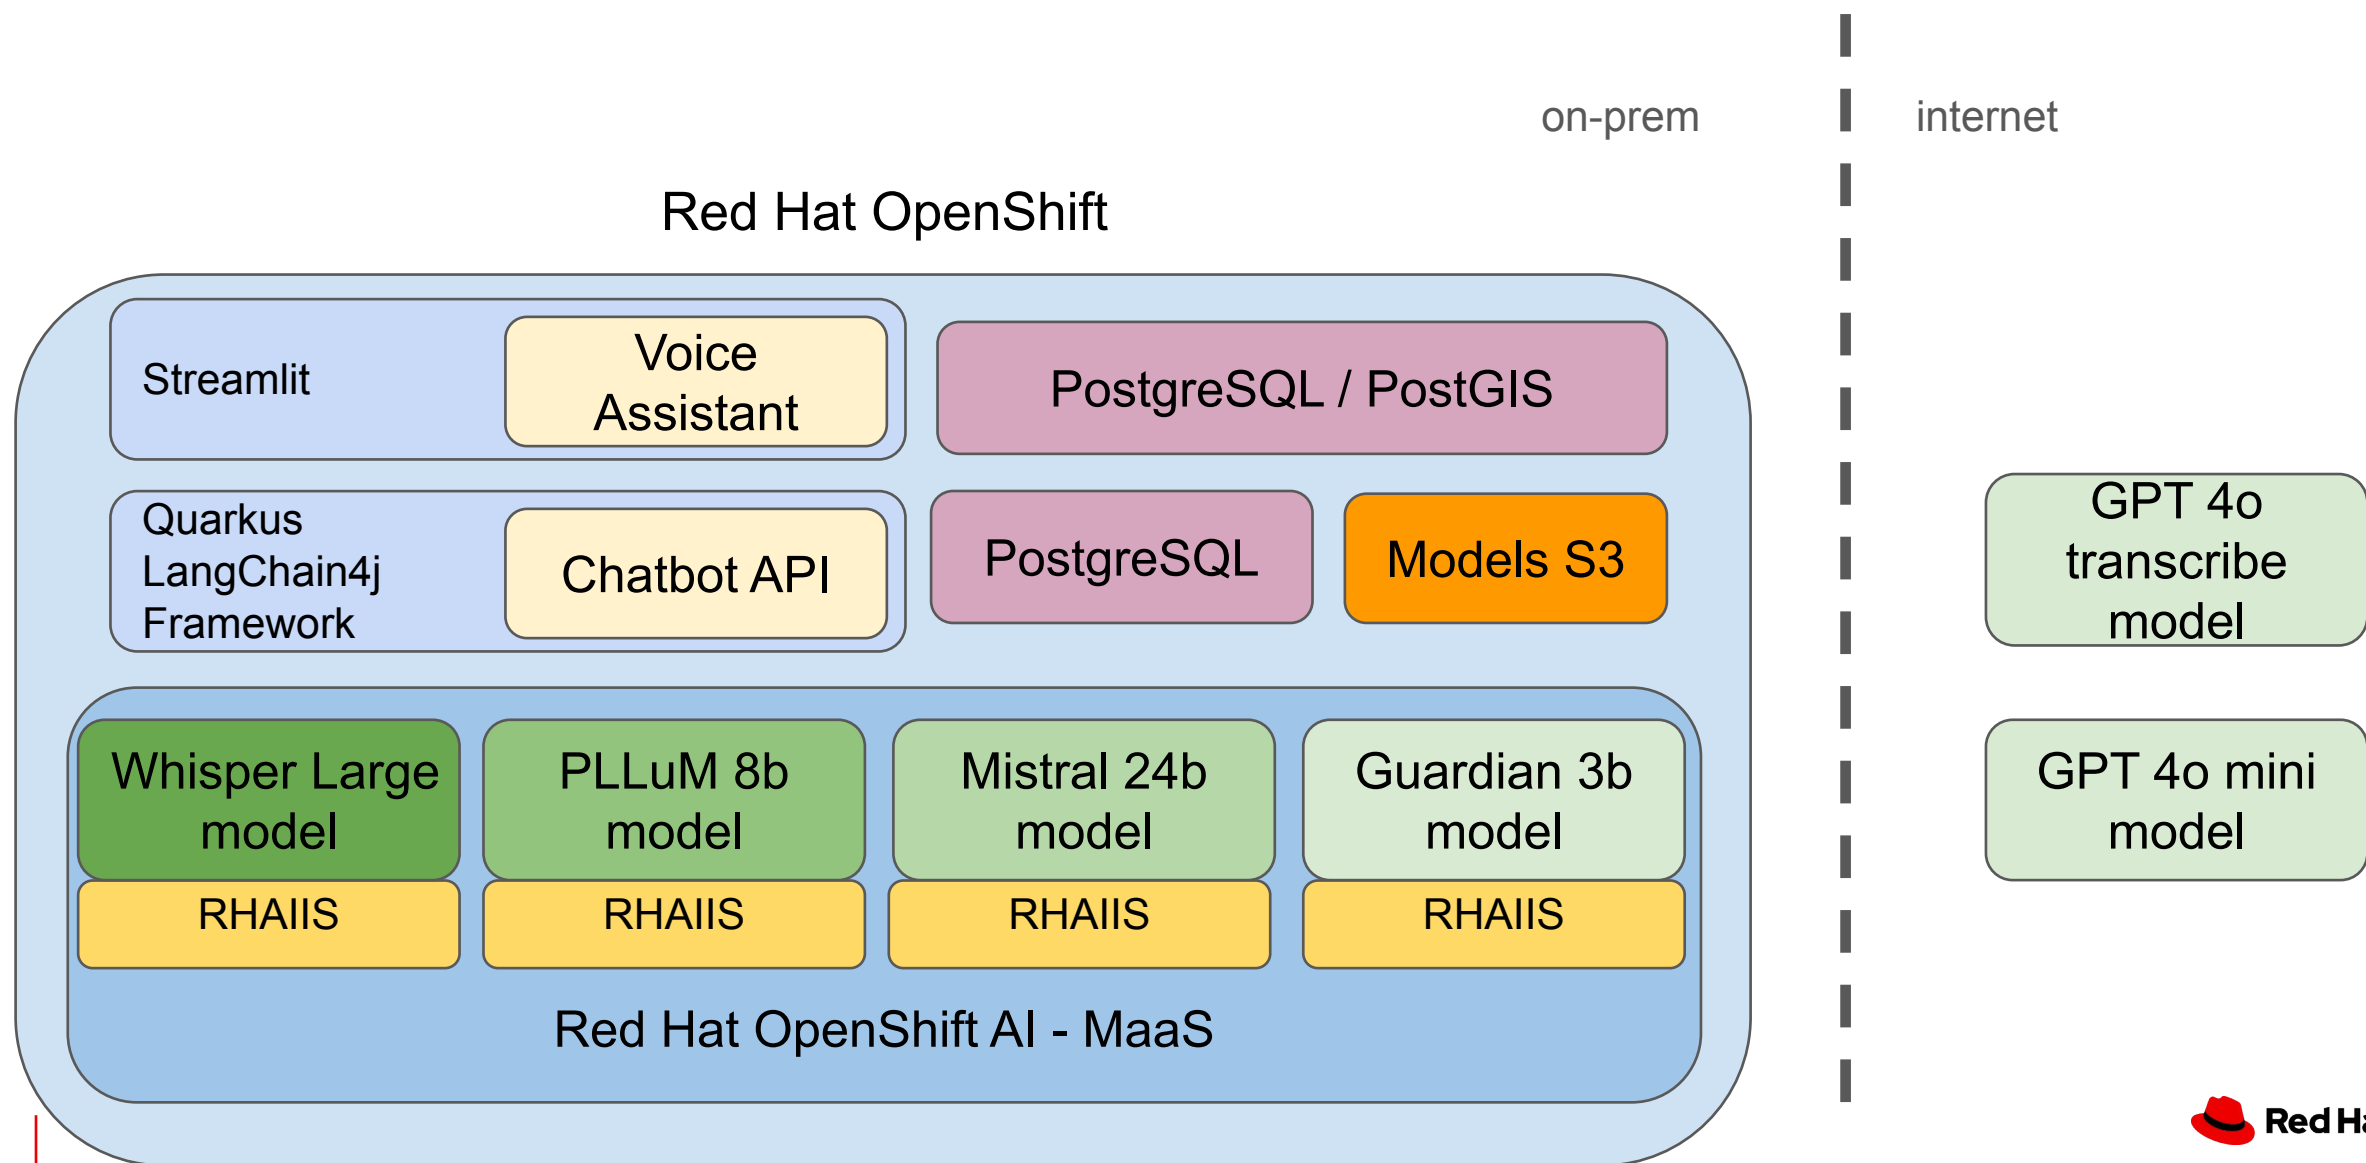 on-prem
internet
Red Hat OpenShift
Streamlit
Voice
Assistant
PostgreSQL / PostGIS
Quarkus
LangChain4j
Framework
Chatbot API
PostgreSQL
Models S3
GPT 4o
transcribe
model
Whisper Large
model
PLLuM 8b
model
Mistral 24b
model
Guardian 3b
model
GPT 4o mini
model
RHAIIS
RHAIIS
RHAIIS
RHAIIS
Red Hat OpenShift AI - MaaS
Red Ha